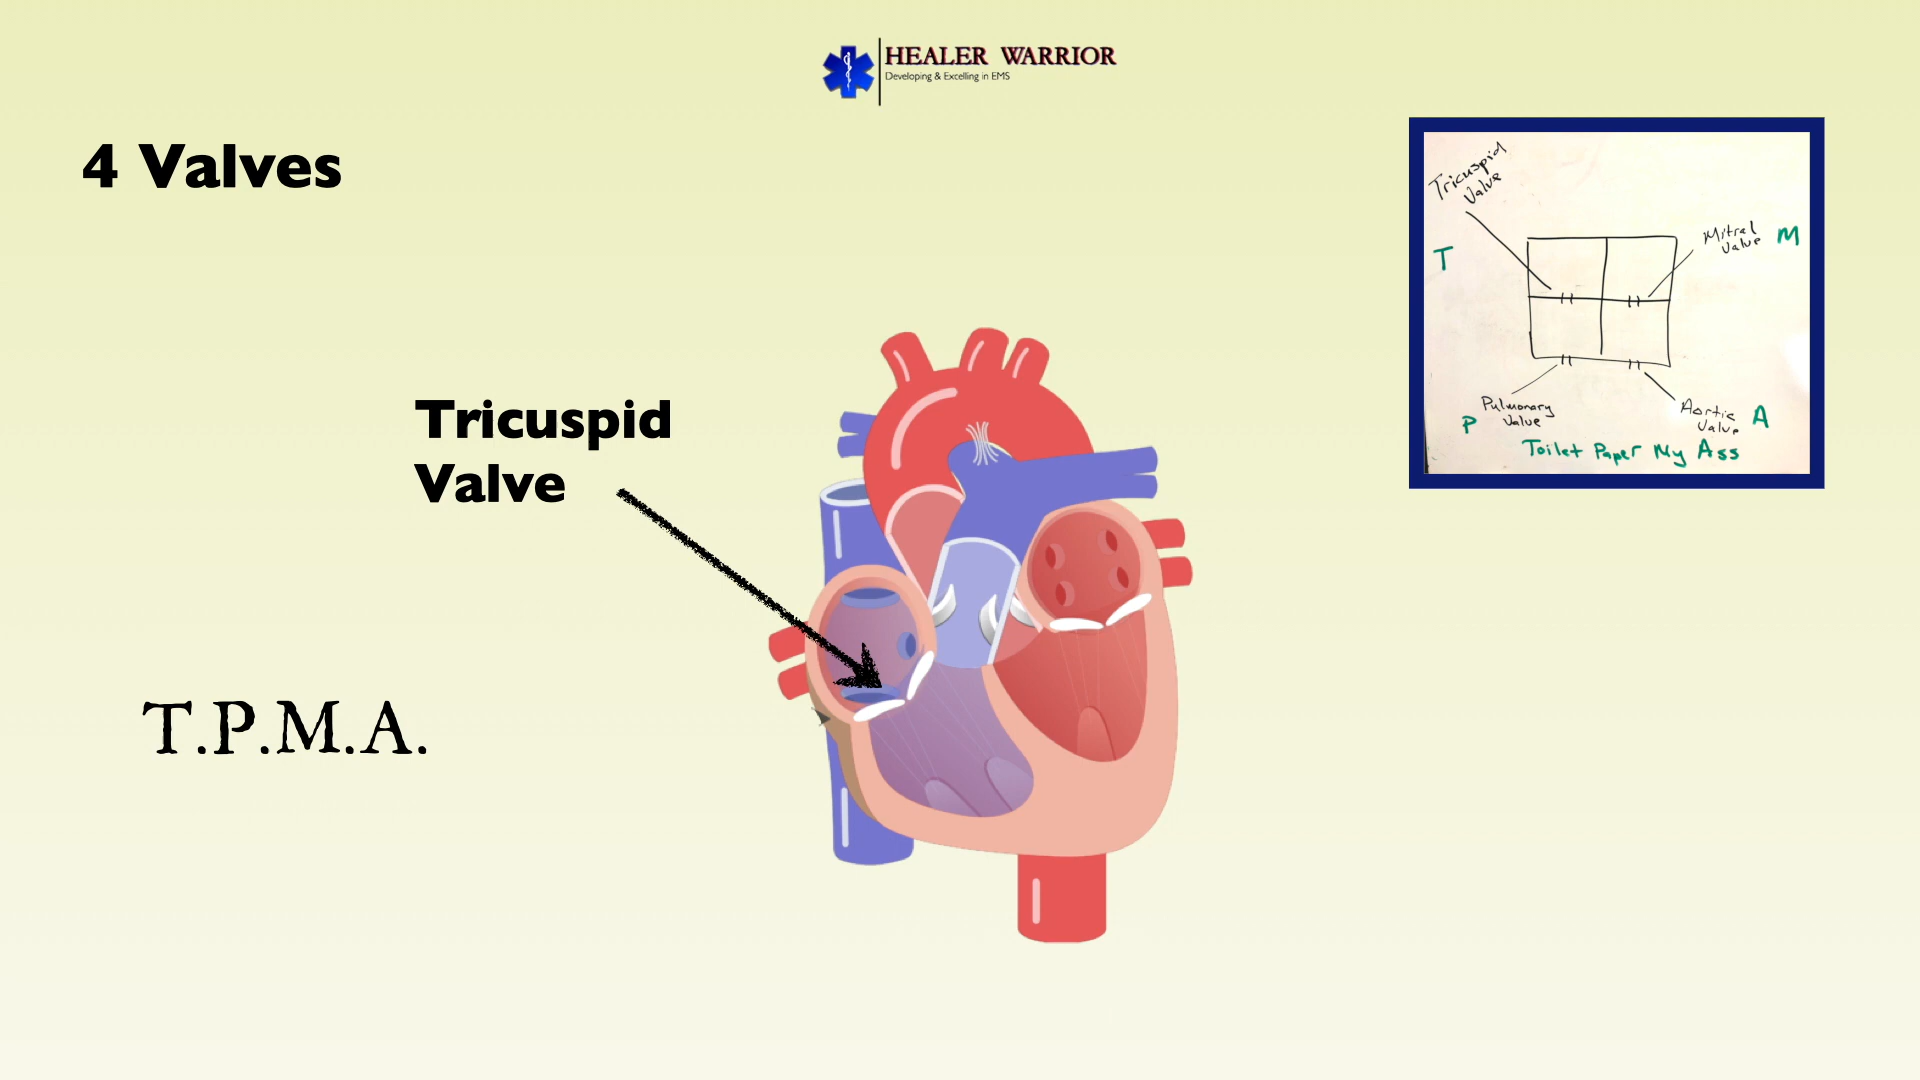 HEALER WARRIOR
Developing & Excelling in EMS
4 Valves
Tricuspid
Valve
T.P.M.A.
Tricuspid
Valve
T
Mitral
Valve
M
Pulmonary
Valve
P
Aortic
Valve
A
Toilet Paper My Ass